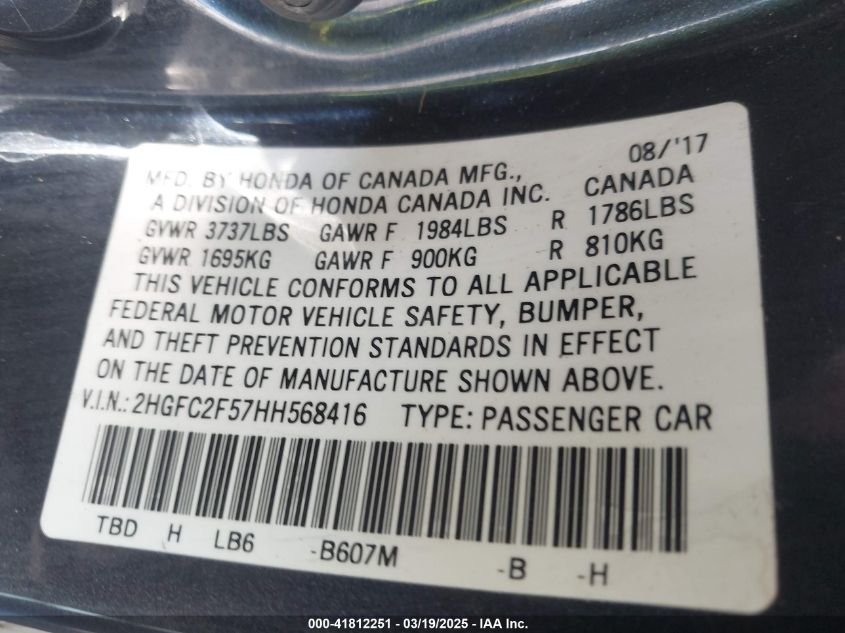 08/'17
MFD. BY HONDA OF CANADA MFG.,
A DIVISION OF HONDA CANADA INC. CANADA
GVWR 3737LBS GAWR F 1984LBS R 1786LBS
GVWR 1695KG GAWR F 900KG R 810KG
THIS VEHICLE CONFORMS TO ALL APPLICABLE
FEDERAL MOTOR VEHICLE SAFETY, BUMPER,
AND THEFT PREVENTION STANDARDS IN EFFECT
ON THE DATE OF MANUFACTURE SHOWN ABOVE.
V.I.N.: 2HGFC2F57HH568416 TYPE: PASSENGER CAR
TBD H LB6 -B607M -B -H
000-41812251 - 03/19/2025 - IAA Inc.